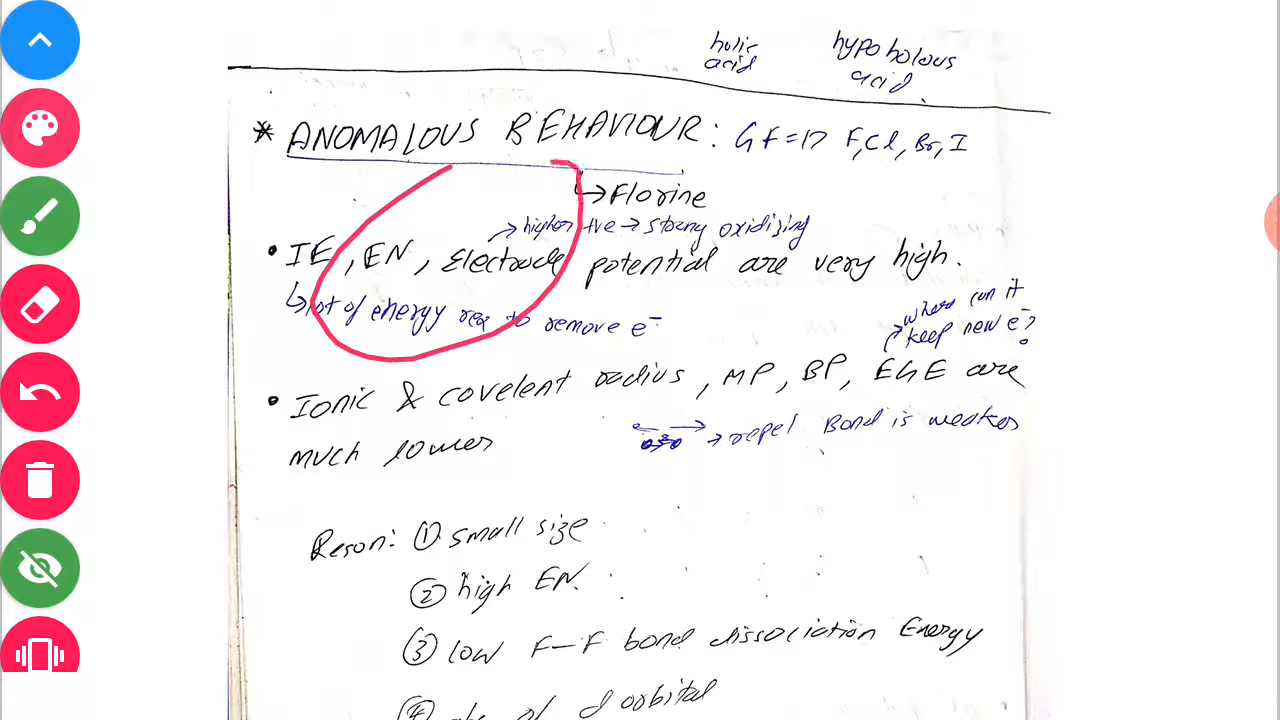 halic hypo halous
acid acid
* ANOMALOUS BEHAVIOUR: Gf=17 F, Cl, Br, I
→ Florine
→ higher +ve → strong oxidizing
• IE, EN, Electrode potential are very high.
↳ lot of energy req to remove e⁻
where can it
keep new e⁻?
• Ionic & covelent radius, MP, BP, EGE are
→ repel Bond is weaker
much lower
Reson: ① small size
② high EN.
③ low F–F bond dissociation Energy
④ of d orbital